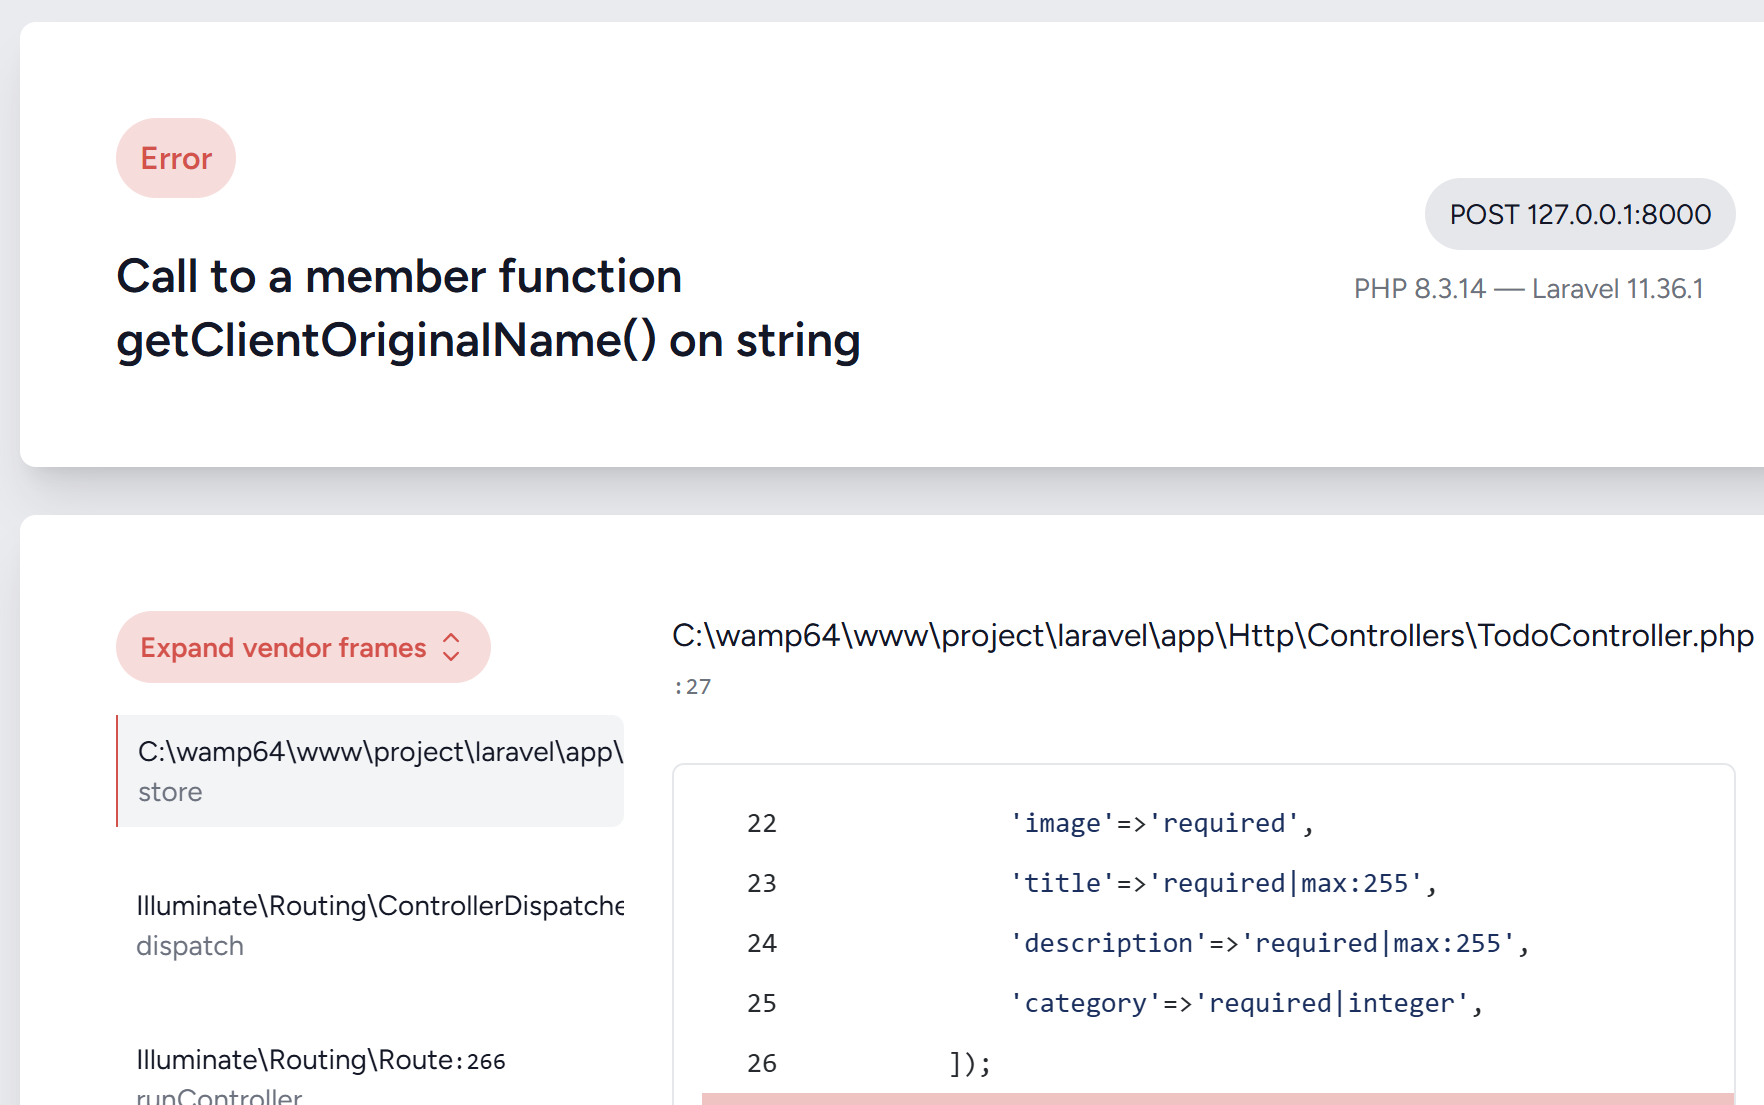 Error
POST 127.0.0.1:8000
Call to a member function
getClientOriginalName() on string
PHP 8.3.14 — Laravel 11.36.1
Expand vendor frames
C:\wamp64\www\project\laravel\app\
store
Illuminate\Routing\ControllerDispatche
dispatch
Illuminate\Routing\Route:266
runController
C:\wamp64\www\project\laravel\app\Http\Controllers\TodoController.php
:27
22 'image'=>'required',
23 'title'=>'required|max:255',
24 'description'=>'required|max:255',
25 'category'=>'required|integer',
26 ]);